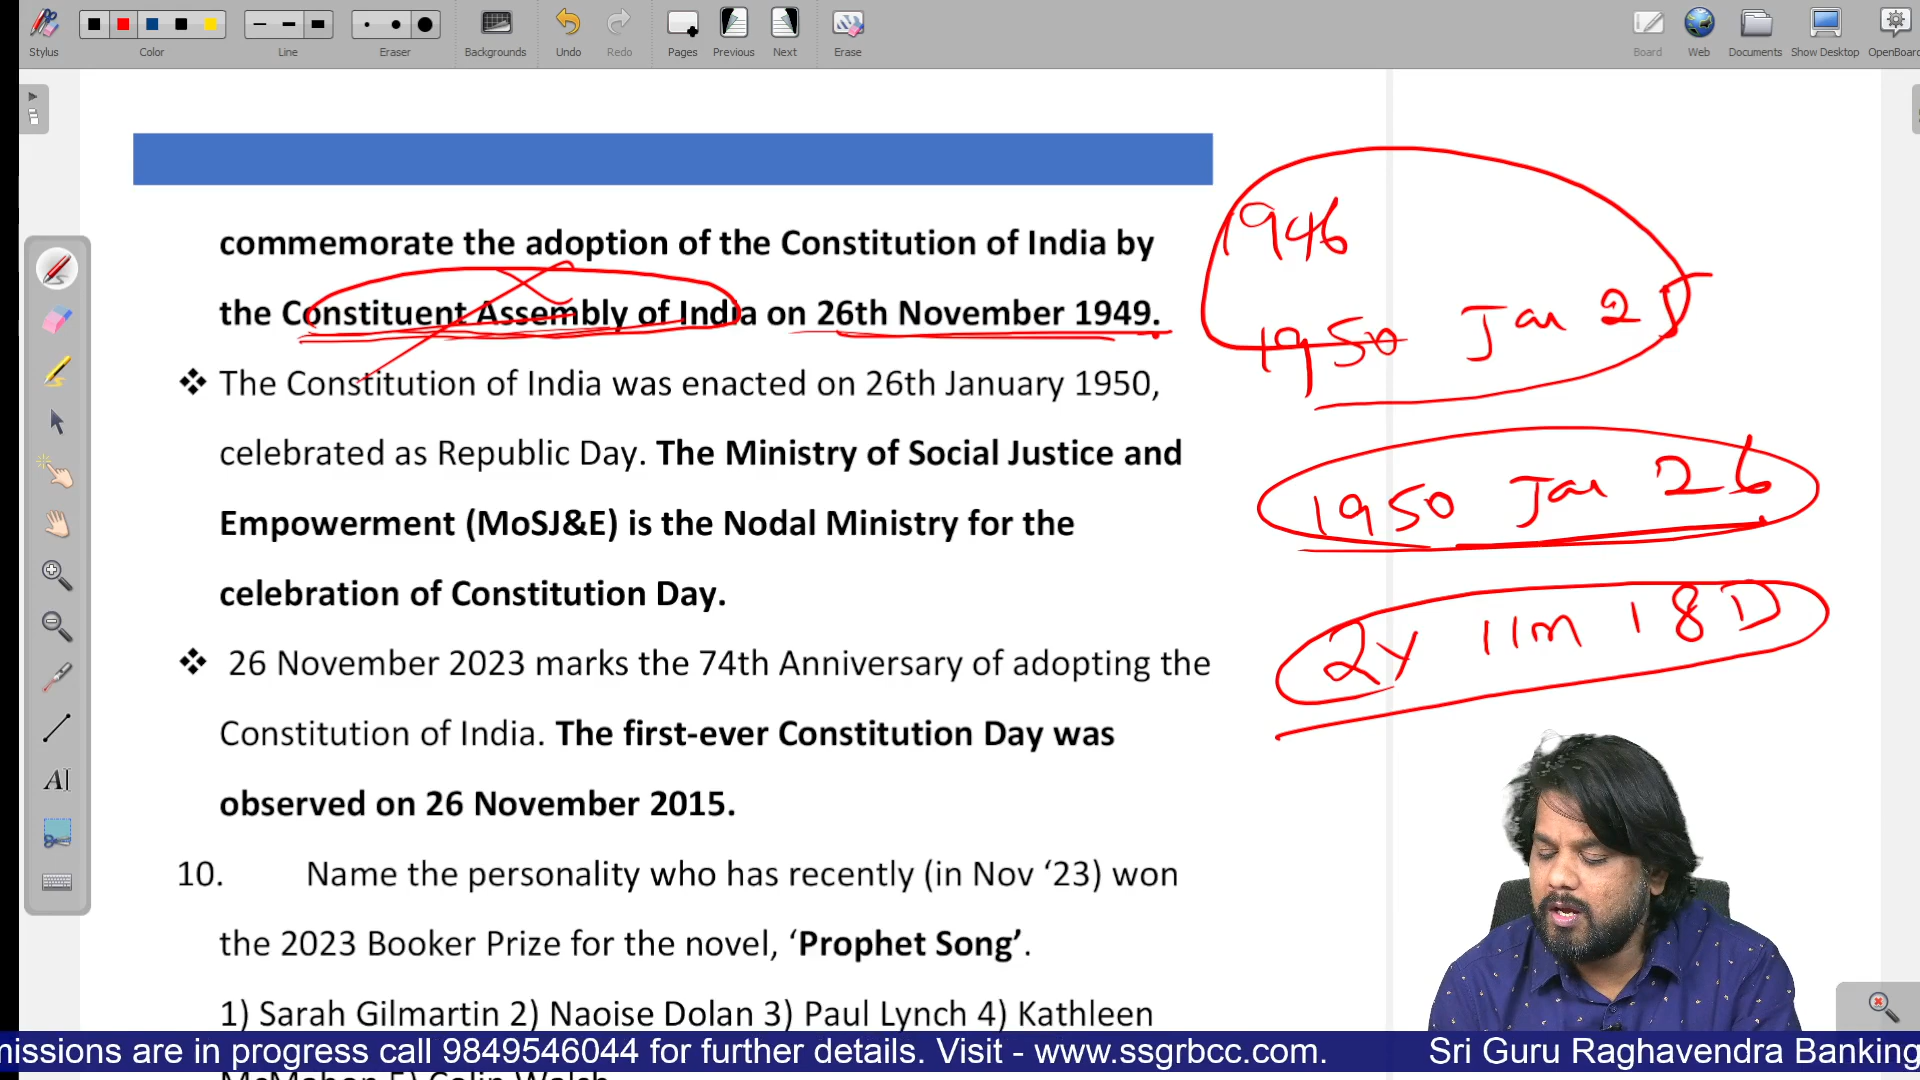 Stylus
Color
Line
Eraser
Backgrounds
Undo
Redo
Pages
Previous
Next
Erase
Board
Web
Documents
Show Desktop
OpenBoard
commemorate the adoption of the Constitution of India by
the Constituent Assembly of India on 26th November 1949.
❖ The Constitution of India was enacted on 26th January 1950,
celebrated as Republic Day. The Ministry of Social Justice and
Empowerment (MoSJ&E) is the Nodal Ministry for the
celebration of Constitution Day.
❖ 26 November 2023 marks the 74th Anniversary of adopting the
Constitution of India. The first-ever Constitution Day was
observed on 26 November 2015.
10. Name the personality who has recently (in Nov ‘23) won
the 2023 Booker Prize for the novel, ‘Prophet Song’.
1) Sarah Gilmartin 2) Naoise Dolan 3) Paul Lynch 4) Kathleen
1946
1950 Jan 25
1950 Jan 26
2y 11m 18D
missions are in progress call 9849546044 for further details. Visit - www.ssgrbcc.com. Sri Guru Raghavendra Banking